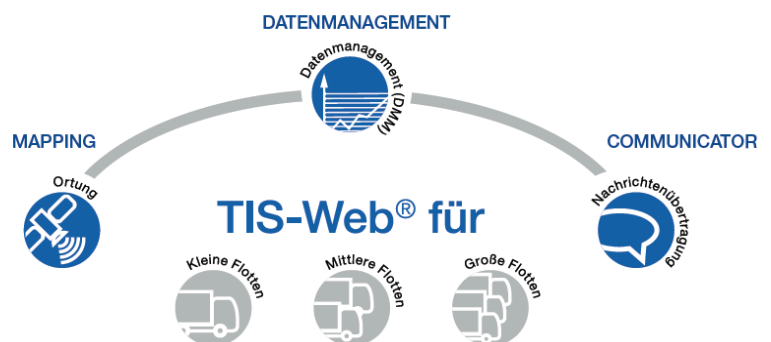 DATENMANAGEMENT
Datenmanagement (DMM)
MAPPING
COMMUNICATOR
Ortung
Nachrichtenübertragung
TIS-Web® für
Kleine Flotten
Mittlere Flotten
Große Flotten